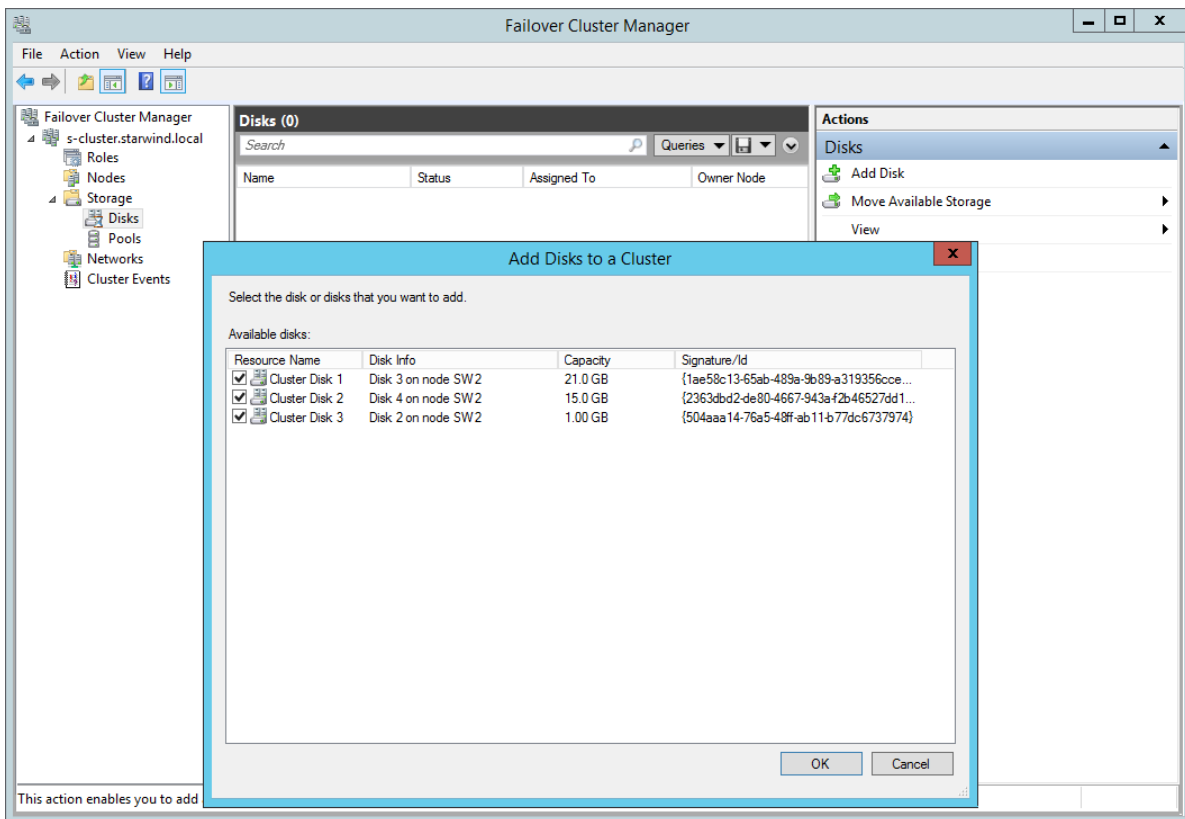 Failover Cluster Manager
File Action View Help
Failover Cluster Manager
s-cluster.starwind.local
Roles
Nodes
Storage
Disks
Pools
Networks
Cluster Events
Disks (0)
Search
Queries
Name Status Assigned To Owner Node
Actions
Disks
Add Disk
Move Available Storage
View
Add Disks to a Cluster
Select the disk or disks that you want to add.
Available disks:
Resource Name Disk Info Capacity Signature/Id
Cluster Disk 1 Disk 3 on node SW2 21.0 GB {1ae58c13-65ab-489a-9b89-a319356cce...
Cluster Disk 2 Disk 4 on node SW2 15.0 GB {2363dbd2-de80-4667-943a-f2b46527dd1...
Cluster Disk 3 Disk 2 on node SW2 1.00 GB {504aaa14-76a5-48ff-ab11-b77dc6737974}
OK Cancel
This action enables you to add